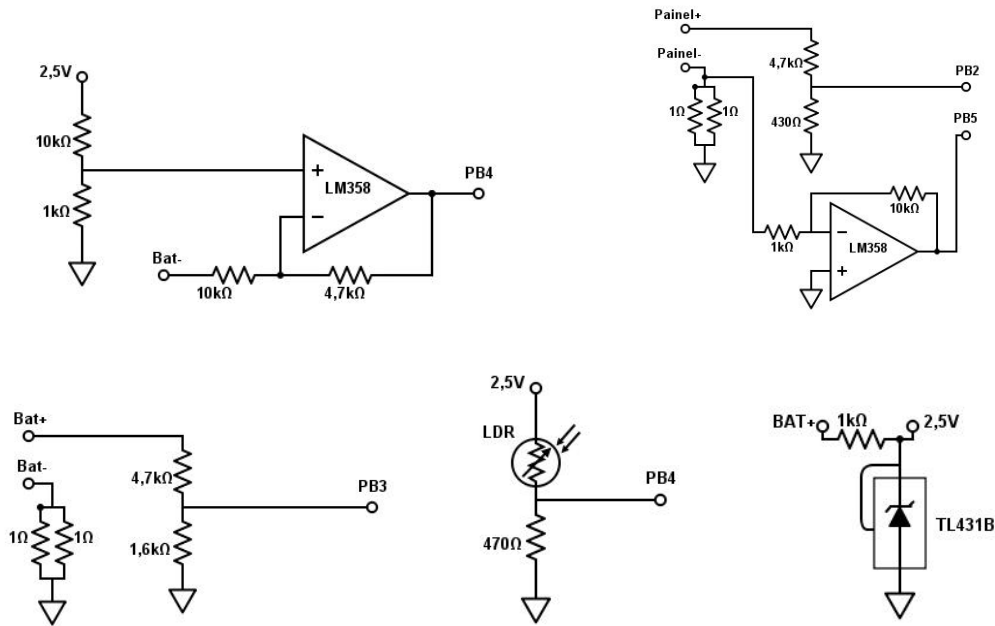 2,5V
10kΩ
1kΩ
+
LM358
−
PB4
Bat-
10kΩ
4,7kΩ
Painel+
Painel-
4,7kΩ
PB2
1Ω
1Ω
430Ω
PB5
10kΩ
1kΩ
−
LM358
+
Bat+
Bat-
4,7kΩ
PB3
1Ω
1Ω
1,6kΩ
2,5V
LDR
PB4
470Ω
BAT+
1kΩ
2,5V
TL431B